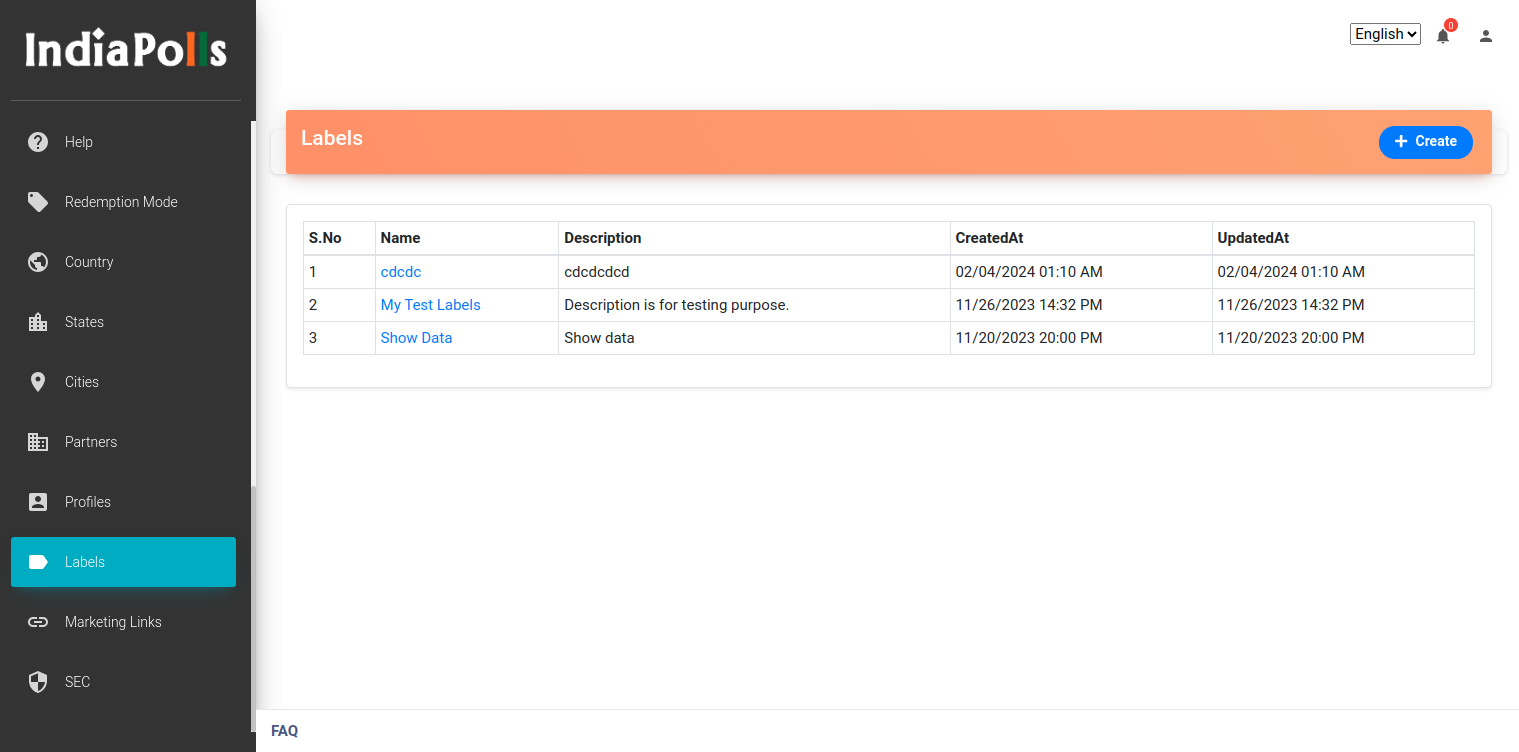 IndiaPolls
English
0
Help
Redemption Mode
Country
States
Cities
Partners
Profiles
Labels
Marketing Links
SEC
Labels
Create
S.No Name Description CreatedAt UpdatedAt
1 cdcdc cdcdcdcd 02/04/2024 01:10 AM 02/04/2024 01:10 AM
2 My Test Labels Description is for testing purpose. 11/26/2023 14:32 PM 11/26/2023 14:32 PM
3 Show Data Show data 11/20/2023 20:00 PM 11/20/2023 20:00 PM
FAQ